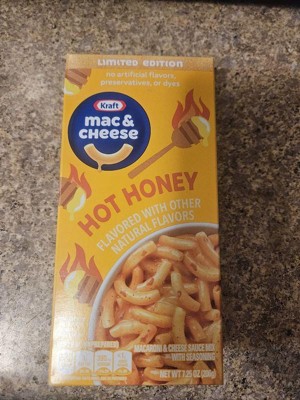 LIMITED EDITION
no artificial flavors,
preservatives, or dyes
Kraft
mac&
cheese
HOT HONEY
FLAVORED WITH OTHER
NATURAL FLAVORS
MACARONI & CHEESE SAUCE MIX
WITH SEASONING
NET WT 7.25 OZ (206g)